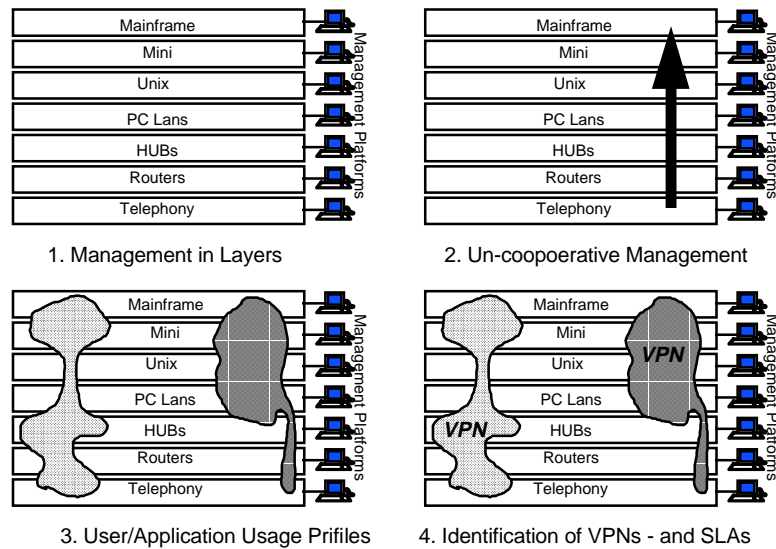 Mainframe
Mini
Unix
PC Lans
HUBs
Routers
Telephony
Management Platforms
1. Management in Layers
Mainframe
Mini
Unix
PC Lans
HUBs
Routers
Telephony
Management Platforms
2. Un-coopoerative Management
Mainframe
Mini
Unix
PC Lans
HUBs
Routers
Telephony
Management Platforms
3. User/Application Usage Prifiles
Mainframe
Mini
VPN
Unix
PC Lans
VPN
HUBs
Routers
Telephony
Management Platforms
4. Identification of VPNs - and SLAs